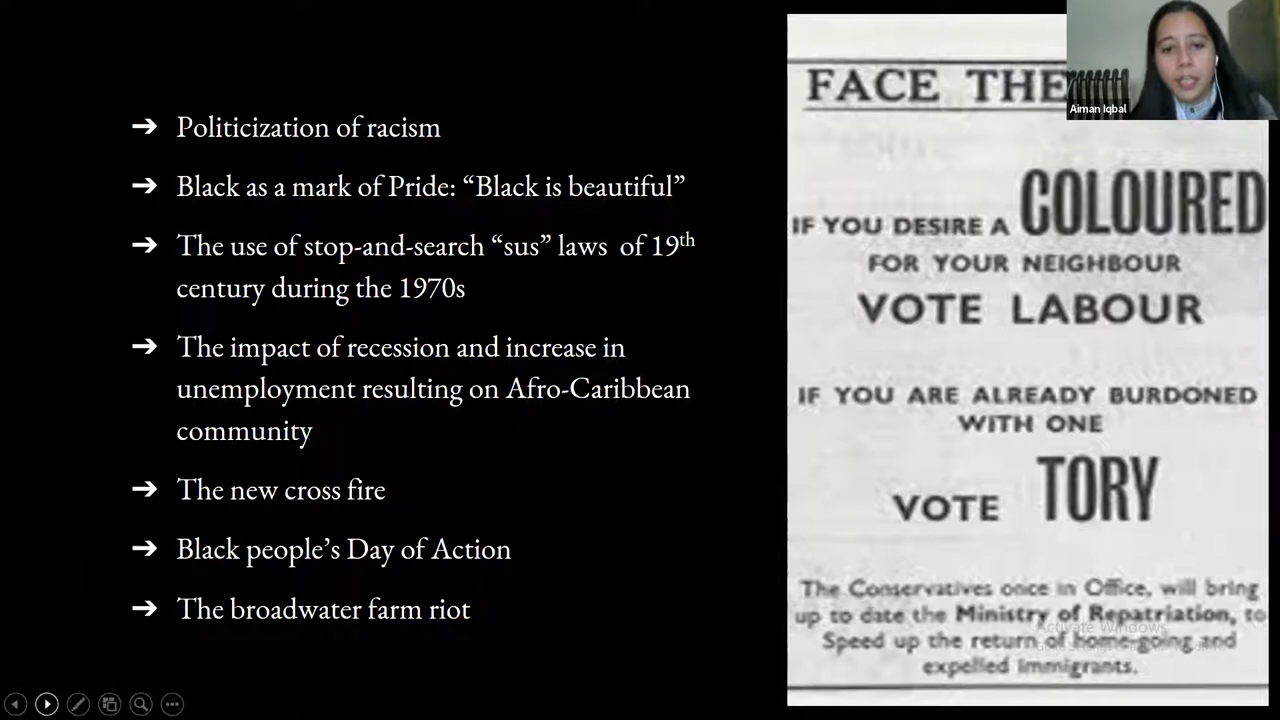 ➔ Politicization of racism
➔ Black as a mark of Pride: “Black is beautiful”
➔ The use of stop-and-search “sus” laws of 19th
century during the 1970s
➔ The impact of recession and increase in
unemployment resulting on Afro-Caribbean
community
➔ The new cross fire
➔ Black people’s Day of Action
➔ The broadwater farm riot
FACE THE
IF YOU DESIRE A COLOURED
FOR YOUR NEIGHBOUR
VOTE LABOUR
IF YOU ARE ALREADY BURDONED
WITH ONE
VOTE TORY
The Conservatives once in Office, will bring
up to date the Ministry of Repatriation, to
Speed up the return of home-going and
expelled immigrants.
Aiman Iqbal
Activate Windows